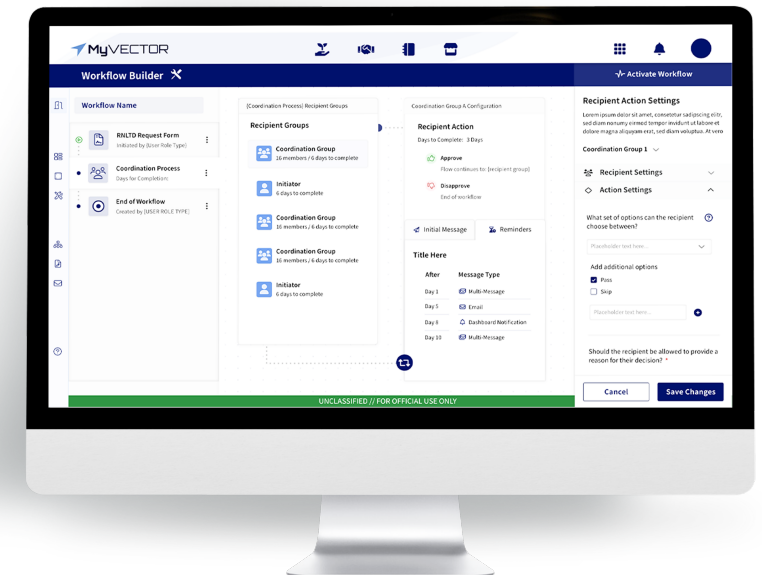 MyVECTOR
Workflow Builder
Activate Workflow
Workflow Name
RNLTD Request Form
Initiated by [User Role Type]
Coordination Process
Days for Completion:
End of Workflow
Created by [USER ROLE TYPE]
[Coordination Process] Recipient Groups
Recipient Groups
Coordination Group
16 members / 6 days to complete
Initiator
6 days to complete
Coordination Group
16 members / 6 days to complete
Coordination Group
16 members / 6 days to complete
Initiator
6 days to complete
Coordination Group A Configuration
Recipient Action
Days to Complete: 3 Days
Approve
Flow continues to: [recipient group]
Disapprove
End of workflow
Initial Message
Reminders
Title Here
After Message Type
Day 1 Multi-Message
Day 5 Email
Day 8 Dashboard Notification
Day 10 Multi-Message
Recipient Action Settings
Lorem ipsum dolor sit amet, consetetur sadipscing elitr,
sed diam nonumy eirmod tempor invidunt ut labore et
dolore magna aliquyam erat, sed diam voluptua. At vero
Coordination Group 1
Recipient Settings
Action Settings
What set of options can the recipient
choose between?
Placeholder text here...
Add additional options
Pass
Skip
Placeholder text here...
Should the recipient be allowed to provide a
reason for their decision? *
Cancel
Save Changes
UNCLASSIFIED // FOR OFFICIAL USE ONLY